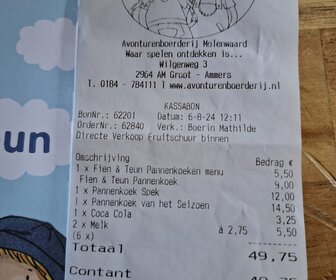 Avonturenboerderij Molenwaard
Waar spelen ontdekken is...
Wilgenweg 3
2964 AM Groot - Ammers
T. 0184 - 784111 | www.avonturenboerderij.nl
KASSABON
BonNr.: 62201 Datum: 6-8-24 12:11
OrderNr.: 62840 Verk.: Boerin Mathilde
Directe Verkoop Fruitschuur binnen
Omschrijving Bedrag €
1 x Fien & Teun Pannenkoeken menu 5,50
Fien & Teun Pannenkoek 9,00
1 x Pannenkoek Spek 12,00
1 x Pannenkoek van het Seizoen 14,50
1 x Coca Cola 3,25
2 x Melk à 2,75 5,50
(6 x)
Totaal 49,75
Contant
eun